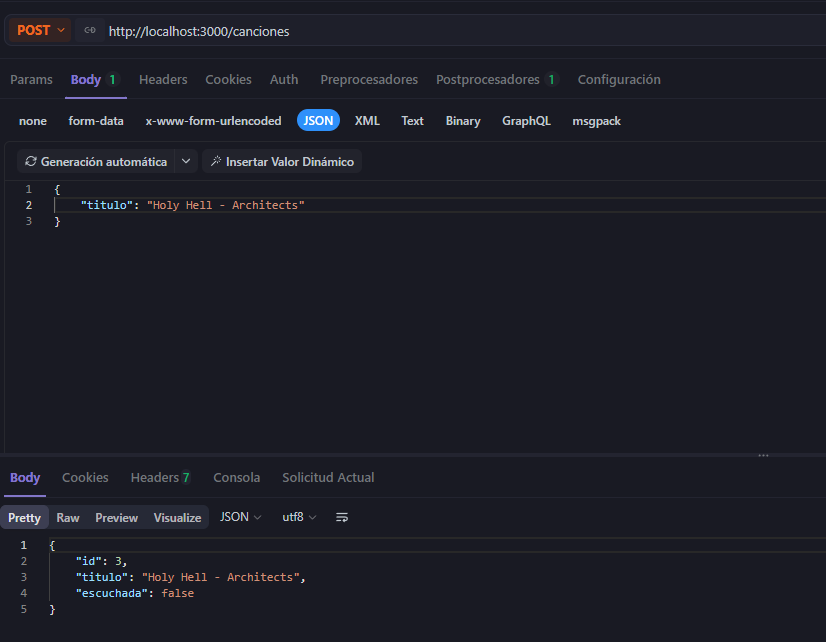 POST http://localhost:3000/canciones
Params Body 1 Headers Cookies Auth Preprocesadores Postprocesadores 1 Configuración
none form-data x-www-form-urlencoded JSON XML Text Binary GraphQL msgpack
Generación automática Insertar Valor Dinámico
1 {
2 "titulo": "Holy Hell - Architects"
3 }
Body Cookies Headers 7 Consola Solicitud Actual
Pretty Raw Preview Visualize JSON utf8
1 {
2 "id": 3,
3 "titulo": "Holy Hell - Architects",
4 "escuchada": false
5 }